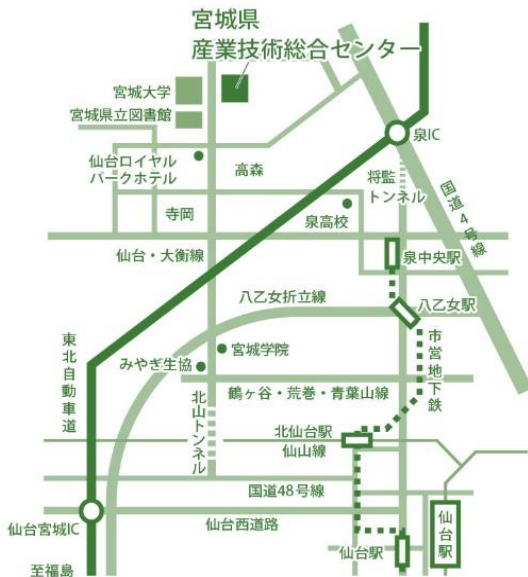 宮城県
産業技術総合センター
宮城大学
宮城県立図書館
泉IC
仙台ロイヤル
パークホテル
高森
将監
トンネル
国道4号線
寺岡
泉高校
仙台・大衡線
泉中央駅
八乙女折立線
八乙女駅
東北自動車道
宮城学院
みやぎ生協
市営地下鉄
鶴ヶ谷・荒巻・青葉山線
北山トンネル
北仙台駅
仙山線
国道48号線
仙台宮城IC
仙台西道路
仙台駅
仙台駅
至福島